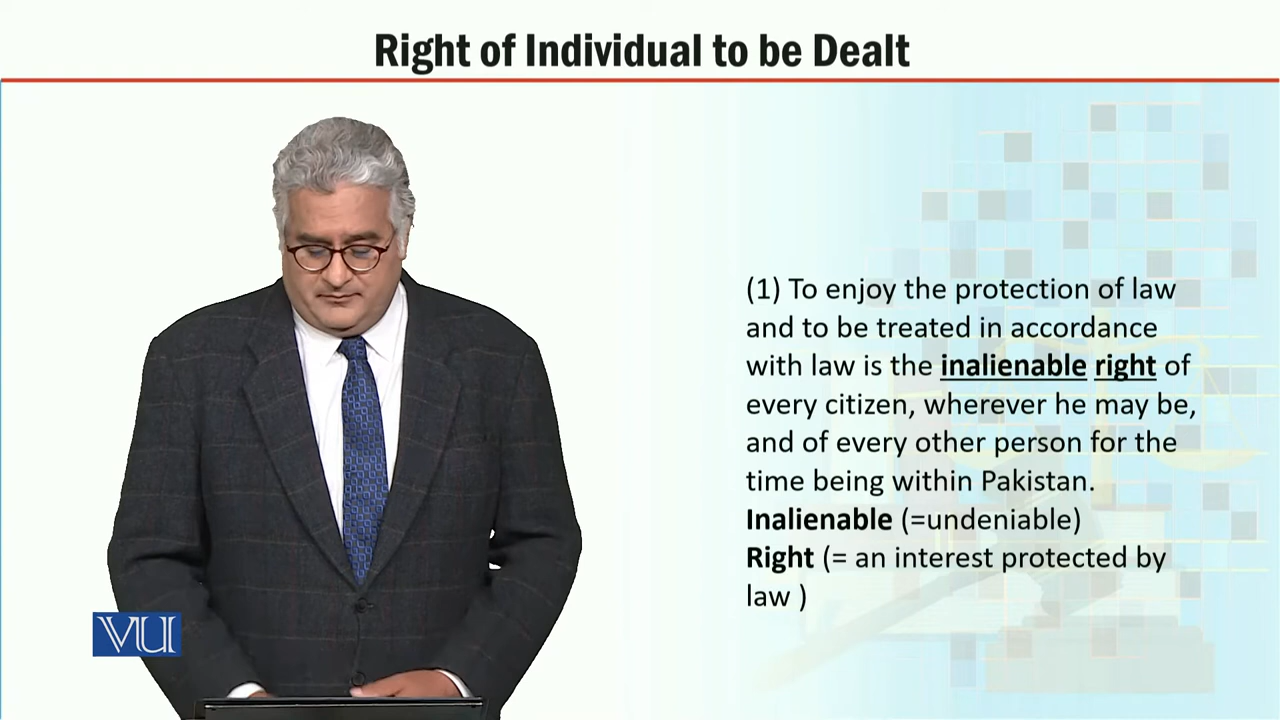 Right of Individual to be Dealt
(1) To enjoy the protection of law
and to be treated in accordance
with law is the inalienable right of
every citizen, wherever he may be,
and of every other person for the
time being within Pakistan.
Inalienable (=undeniable)
Right (= an interest protected by
law )
VU